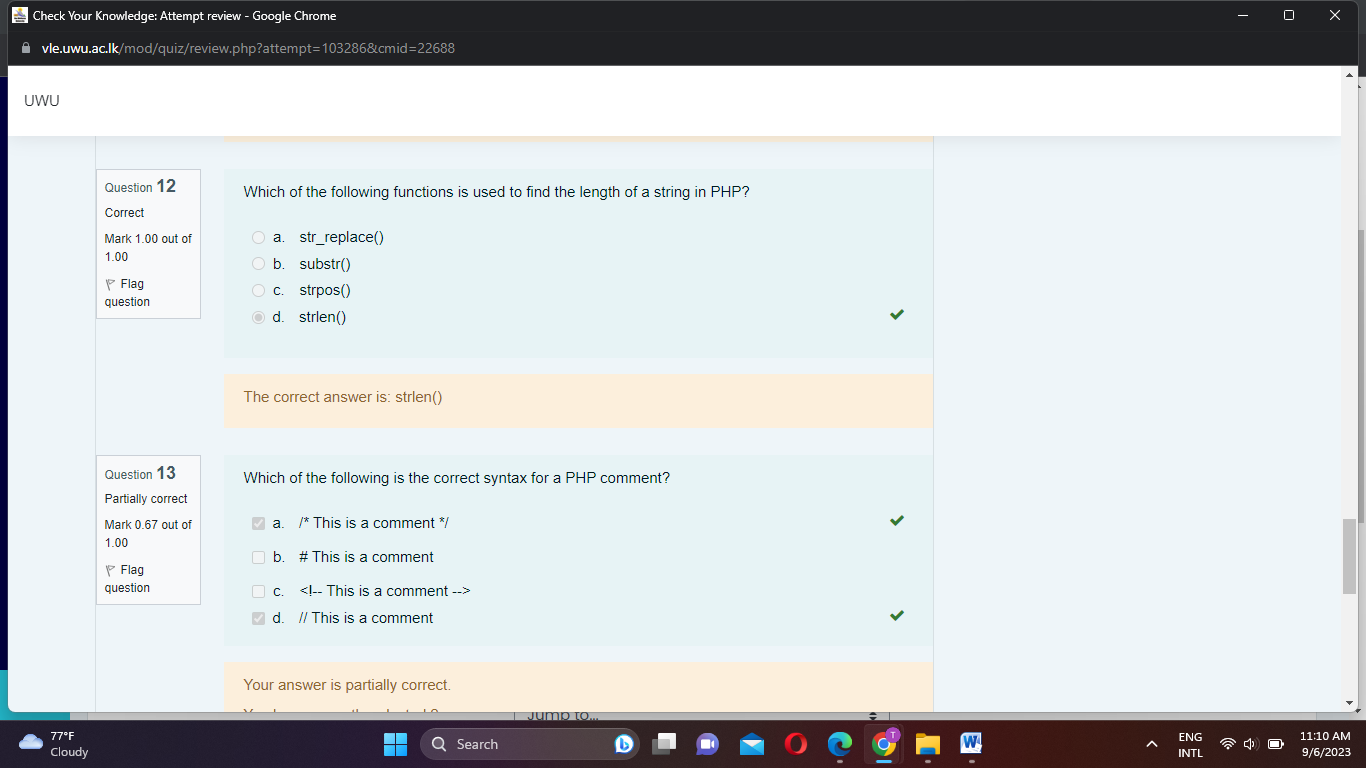 Check Your Knowledge: Attempt review - Google Chrome
vle.uwu.ac.lk/mod/quiz/review.php?attempt=103286&cmid=22688
UWU
Question 12
Correct
Mark 1.00 out of
1.00
Flag
question
Which of the following functions is used to find the length of a string in PHP?
a. str_replace()
b. substr()
c. strpos()
d. strlen()
The correct answer is: strlen()
Question 13
Partially correct
Mark 0.67 out of
1.00
Flag
question
Which of the following is the correct syntax for a PHP comment?
a. /* This is a comment */
b. # This is a comment
c. <!-- This is a comment -->
d. // This is a comment
Your answer is partially correct.
Jump to...
77°F
Cloudy
Search
T
W
ENG
INTL
11:10 AM
9/6/2023